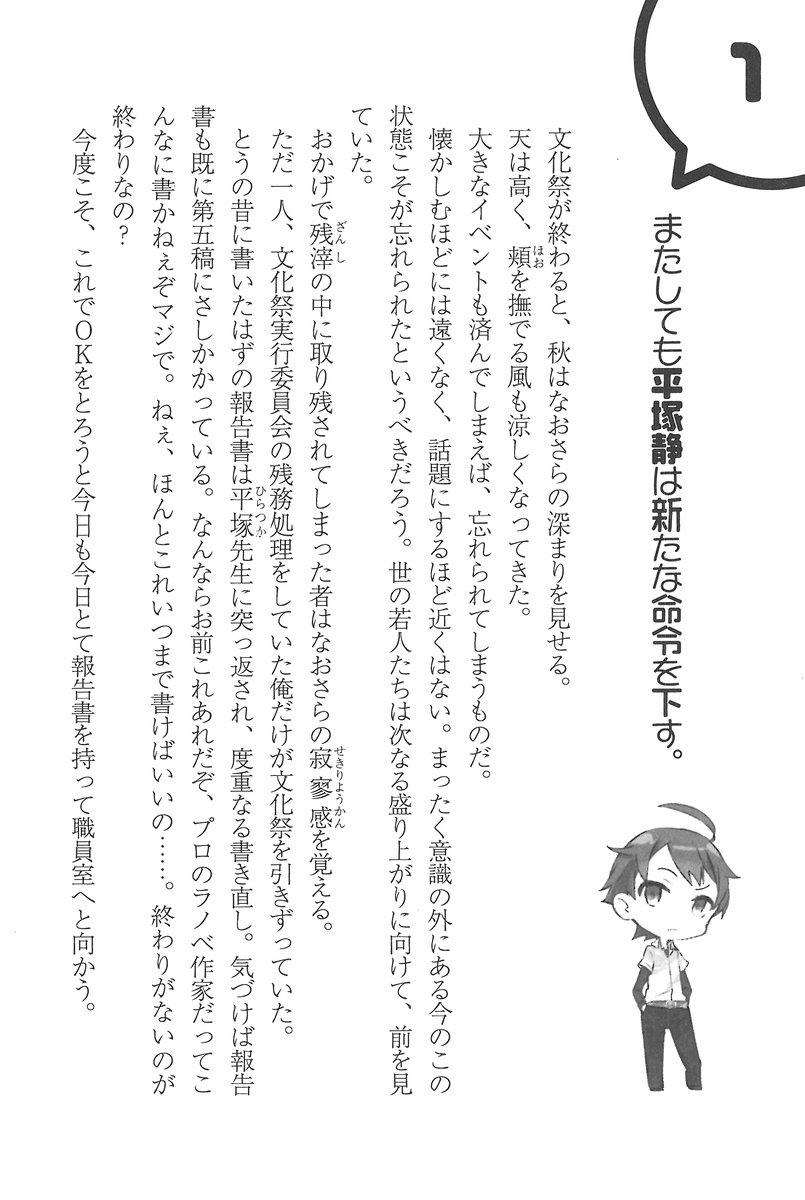 1
またしても平塚静は新たな命令を下す。
文化祭が終わると、秋はなおさらの深まりを見せる。
天は高く、頬を撫でる風も涼しくなってきた。
ほお
大きなイベントも済んでしまえば、忘れられてしまうものだ。
懐かしむほどには遠くなく、話題にするほど近くはない。まったく意識の外にある今のこの
状態こそが忘れられたというべきだろう。世の若人たちは次なる盛り上がりに向けて、前を見
ていた。
おかげで残滓の中に取り残されてしまった者はなおさらの寂寥感を覚える。
ざんし
せきりようかん
ただ一人、文化祭実行委員会の残務処理をしていた俺だけが文化祭を引きずっていた。
とうの昔に書いたはずの報告書は平塚先生に突っ返され、度重なる書き直し。気づけば報告
ひらつか
書も既に第五稿にさしかかっている。なんならお前これあれだぞ、プロのラノベ作家だってこ
んなに書かねぇぞマジで。ねぇ、ほんとこれいつまで書けばいいの……。終わりがないのが
終わりなの？
今度こそ、これでOKをとろうと今日も今日とて報告書を持って職員室へと向かう。